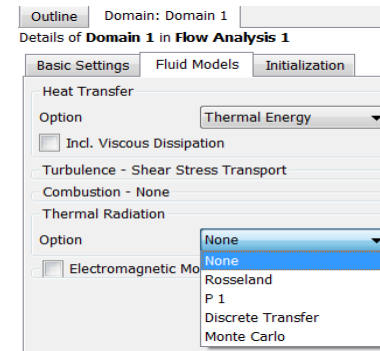 Outline Domain: Domain 1
Details of Domain 1 in Flow Analysis 1
Basic Settings Fluid Models Initialization
Heat Transfer
Option Thermal Energy
Incl. Viscous Dissipation
Turbulence - Shear Stress Transport
Combustion - None
Thermal Radiation
Option None
None
Electromagnetic Mo
Rosseland
P 1
Discrete Transfer
Monte Carlo